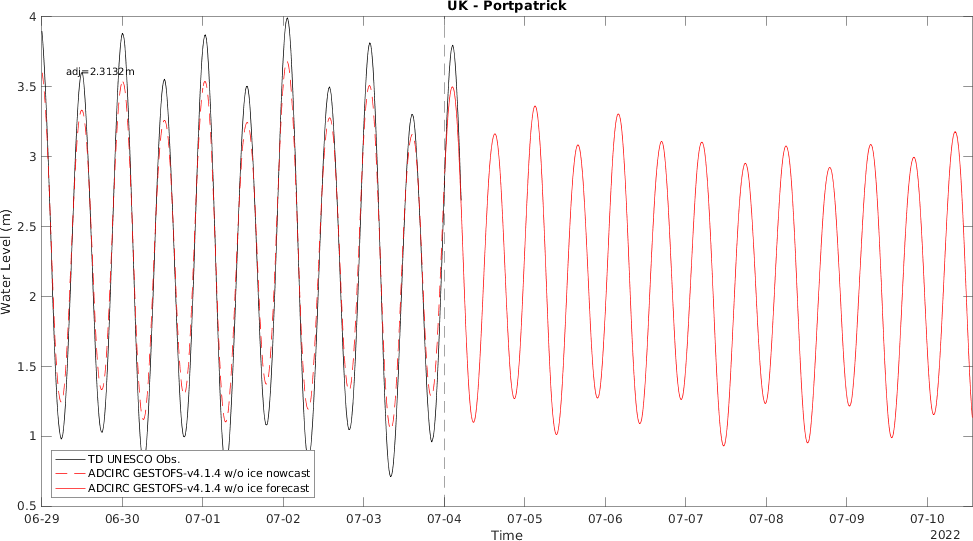 UK - Portpatrick
4
adj=2.3132m
3.5
3
2.5
2
1.5
1
0.5
Water Level (m)
TD UNESCO Obs.
ADCIRC GESTOFS-v4.1.4 w/o ice nowcast
ADCIRC GESTOFS-v4.1.4 w/o ice forecast
06-29 06-30 07-01 07-02 07-03 07-04 07-05 07-06 07-07 07-08 07-09 07-10
Time
2022